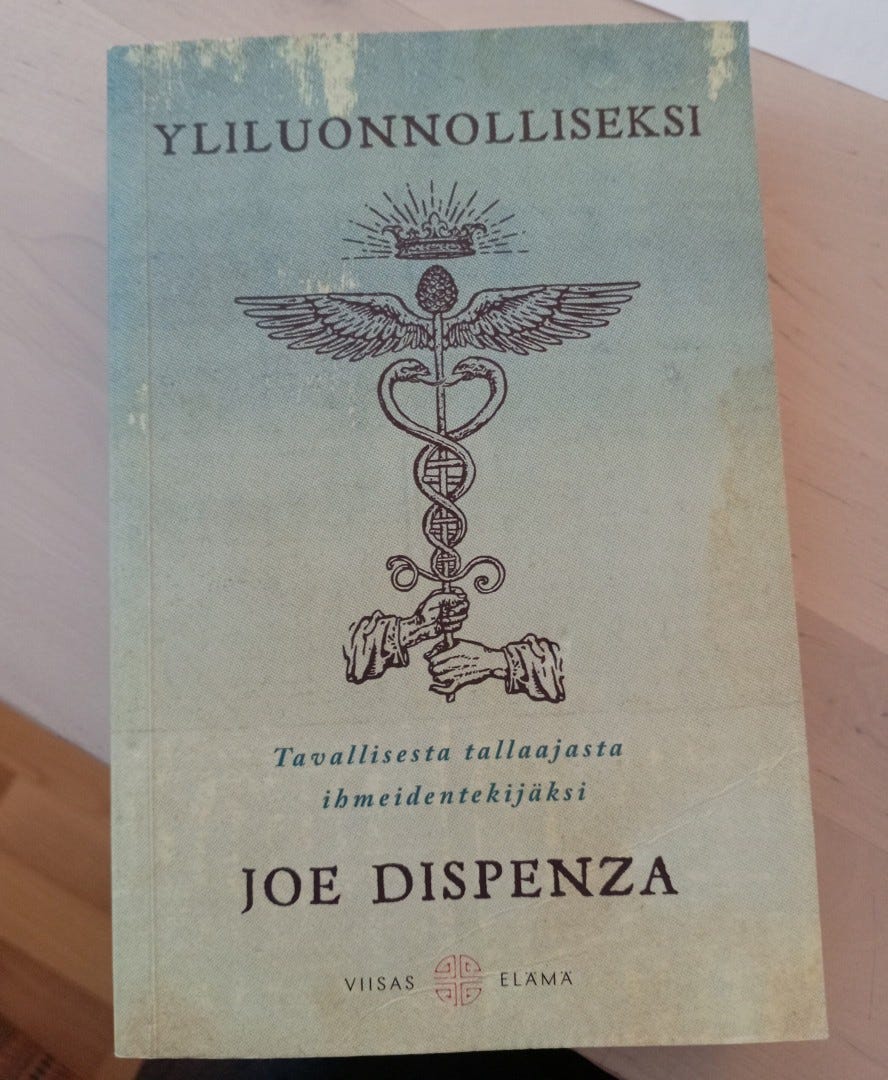 YLILUONNOLLISEKSI
Tavallisesta tallaajasta
ihmeidentekijäksi
JOE DISPENZA
VIISAS ELÄMÄ